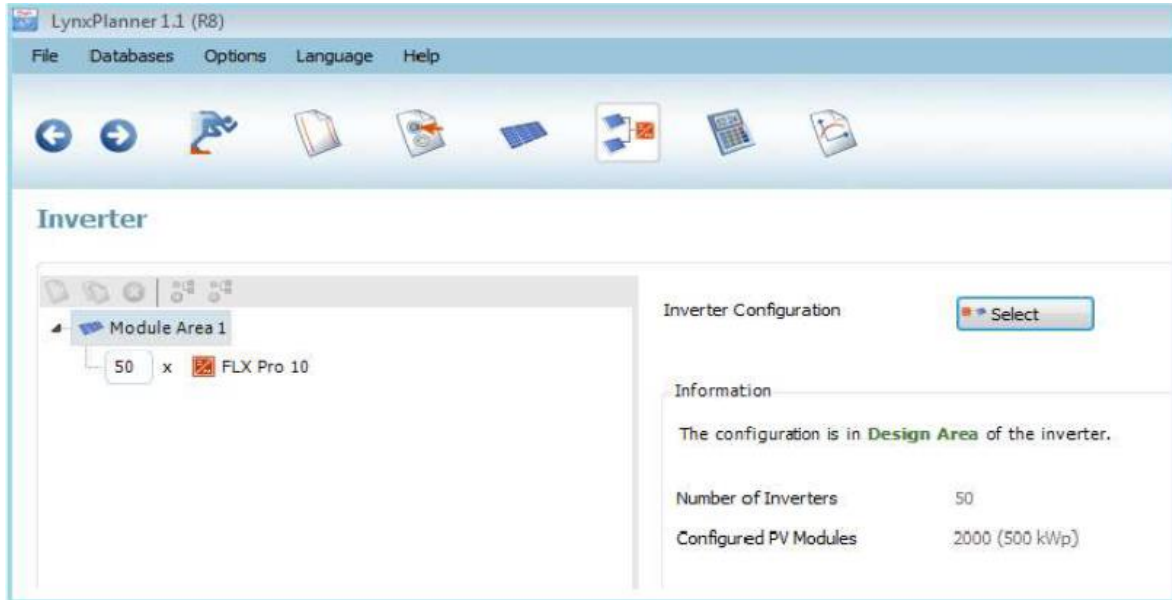 LynxPlanner 1.1 (R8)
File Databases Options Language Help
Inverter
Module Area 1
50 x FLX Pro 10
Inverter Configuration
Select
Information
The configuration is in Design Area of the inverter.
Number of Inverters 50
Configured PV Modules 2000 (500 kWp)